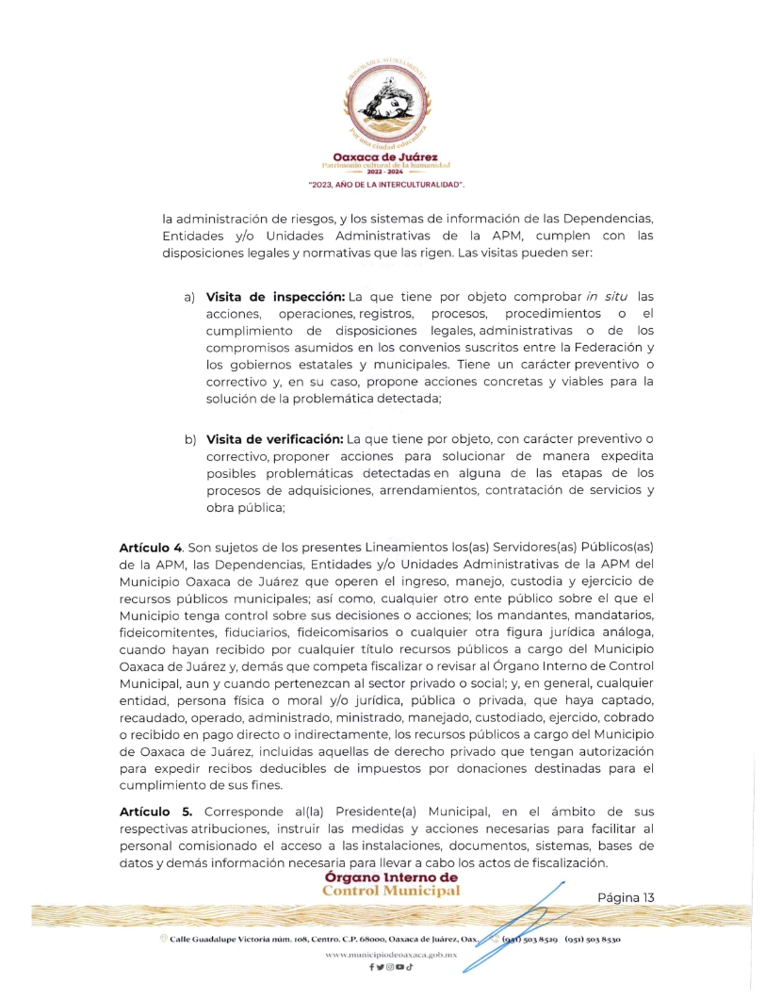 HONORABLE AYUNTAMIENTO
Por una ciudad educadora
Oaxaca de Juárez
Patrimonio cultural de la humanidad
2022 - 2024
"2023, AÑO DE LA INTERCULTURALIDAD".
la administración de riesgos, y los sistemas de información de las Dependencias,
Entidades y/o Unidades Administrativas de la APM, cumplen con las
disposiciones legales y normativas que las rigen. Las visitas pueden ser:
a) Visita de inspección: La que tiene por objeto comprobar in situ las
acciones, operaciones, registros, procesos, procedimientos o el
cumplimiento de disposiciones legales, administrativas o de los
compromisos asumidos en los convenios suscritos entre la Federación y
los gobiernos estatales y municipales. Tiene un carácter preventivo o
correctivo y, en su caso, propone acciones concretas y viables para la
solución de la problemática detectada;
b) Visita de verificación: La que tiene por objeto, con carácter preventivo o
correctivo, proponer acciones para solucionar de manera expedita
posibles problemáticas detectadas en alguna de las etapas de los
procesos de adquisiciones, arrendamientos, contratación de servicios y
obra pública;
Artículo 4. Son sujetos de los presentes Lineamientos los(as) Servidores(as) Públicos(as)
de la APM, las Dependencias, Entidades y/o Unidades Administrativas de la APM del
Municipio Oaxaca de Juárez que operen el ingreso, manejo, custodia y ejercicio de
recursos públicos municipales; así como, cualquier otro ente público sobre el que el
Municipio tenga control sobre sus decisiones o acciones; los mandantes, mandatarios,
fideicomitentes, fiduciarios, fideicomisarios o cualquier otra figura jurídica análoga,
cuando hayan recibido por cualquier título recursos públicos a cargo del Municipio
Oaxaca de Juárez y, demás que competa fiscalizar o revisar al Órgano Interno de Control
Municipal, aun y cuando pertenezcan al sector privado o social; y, en general, cualquier
entidad, persona física o moral y/o jurídica, pública o privada, que haya captado,
recaudado, operado, administrado, ministrado, manejado, custodiado, ejercido, cobrado
o recibido en pago directo o indirectamente, los recursos públicos a cargo del Municipio
de Oaxaca de Juárez, incluidas aquellas de derecho privado que tengan autorización
para expedir recibos deducibles de impuestos por donaciones destinadas para el
cumplimiento de sus fines.
Artículo 5. Corresponde al(la) Presidente(a) Municipal, en el ámbito de sus
respectivas atribuciones, instruir las medidas y acciones necesarias para facilitar al
personal comisionado el acceso a las instalaciones, documentos, sistemas, bases de
datos y demás información necesaria para llevar a cabo los actos de fiscalización.
Órgano Interno de
Control Municipal
Página 13
Calle Guadalupe Victoria núm. 108, Centro. C.P. 68000, Oaxaca de Juárez, Oax. (951) 503 8529 (951) 503 8530
www.municipiodeoaxaca.gob.mx